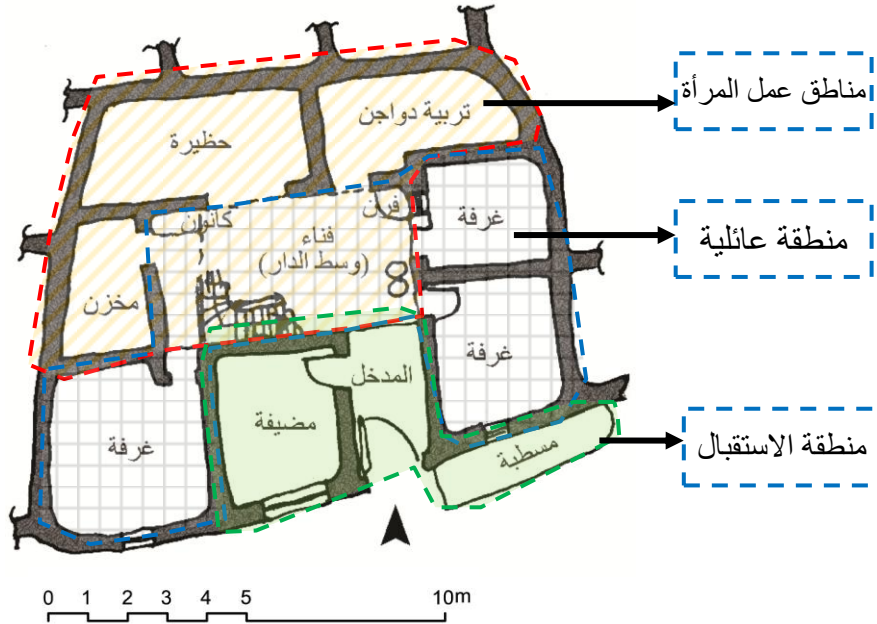 مناطق عمل المرأة
تربية دواجن
حظيرة
فرن
كانون
غرفة
منطقة عائلية
فناء
(وسط الدار)
مخزن
غرفة
المدخل
مضيفة
غرفة
مسطبة
منطقة الاستقبال
0 1 2 3 4 5 10m